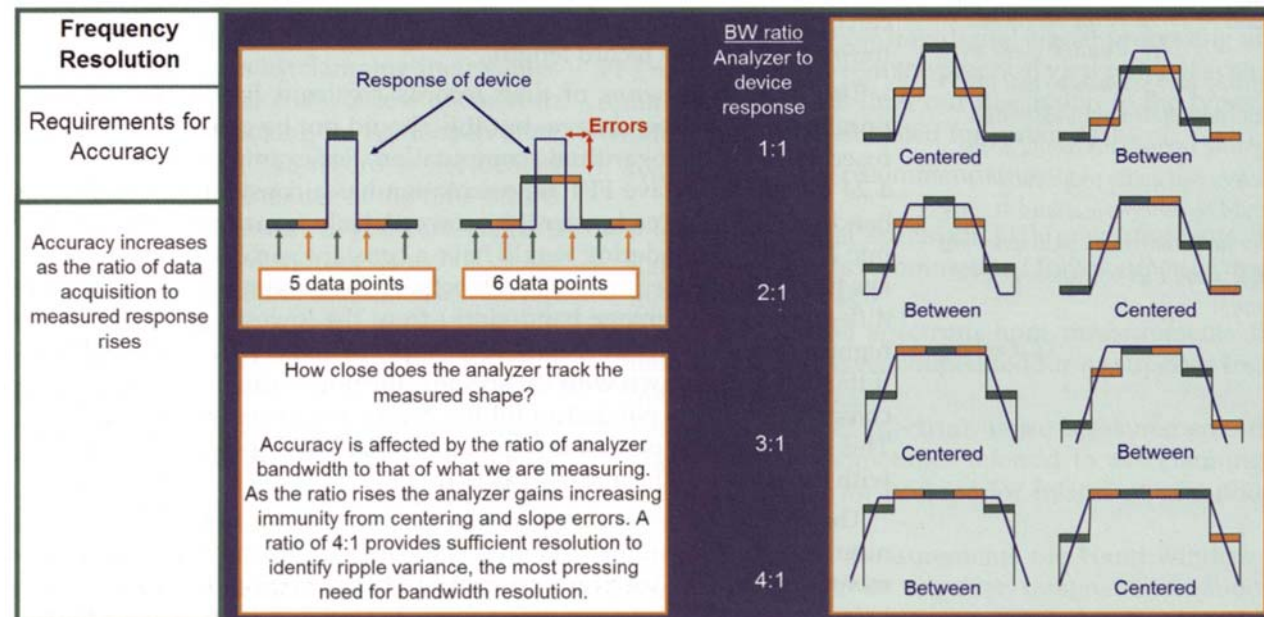 Frequency
Resolution
Requirements for
Accuracy
Accuracy increases
as the ratio of data
acquisition to
measured response
rises
Response of device
Errors
5 data points
6 data points
How close does the analyzer track the
measured shape?
Accuracy is affected by the ratio of analyzer
bandwidth to that of what we are measuring.
As the ratio rises the analyzer gains increasing
immunity from centering and slope errors. A
ratio of 4:1 provides sufficient resolution to
identify ripple variance, the most pressing
need for bandwidth resolution.
BW ratio
Analyzer to
device
response
1:1
Centered
Between
2:1
Between
Centered
3:1
Centered
Between
4:1
Between
Centered